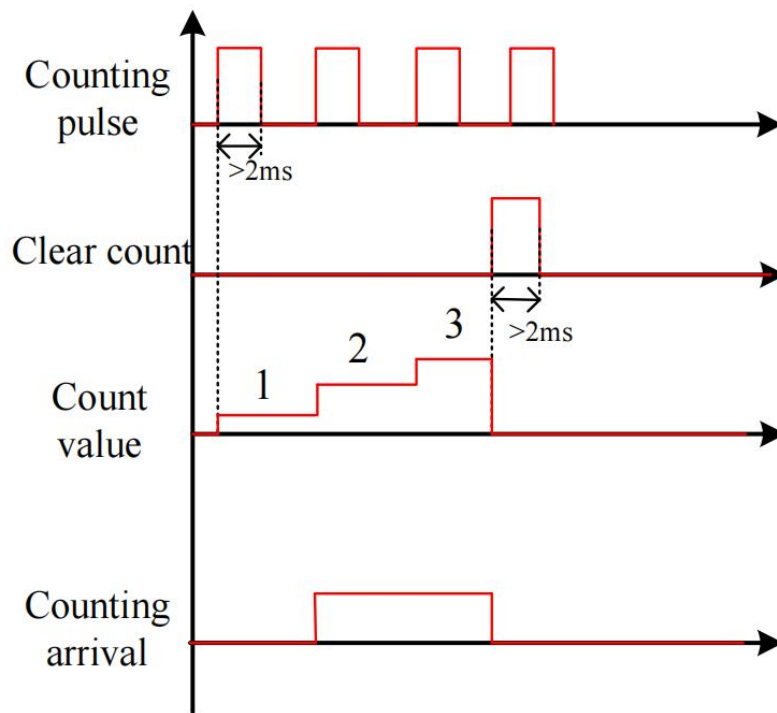 Counting
pulse
>2ms
Clear count
>2ms
1
2
3
Count
value
Counting
arrival